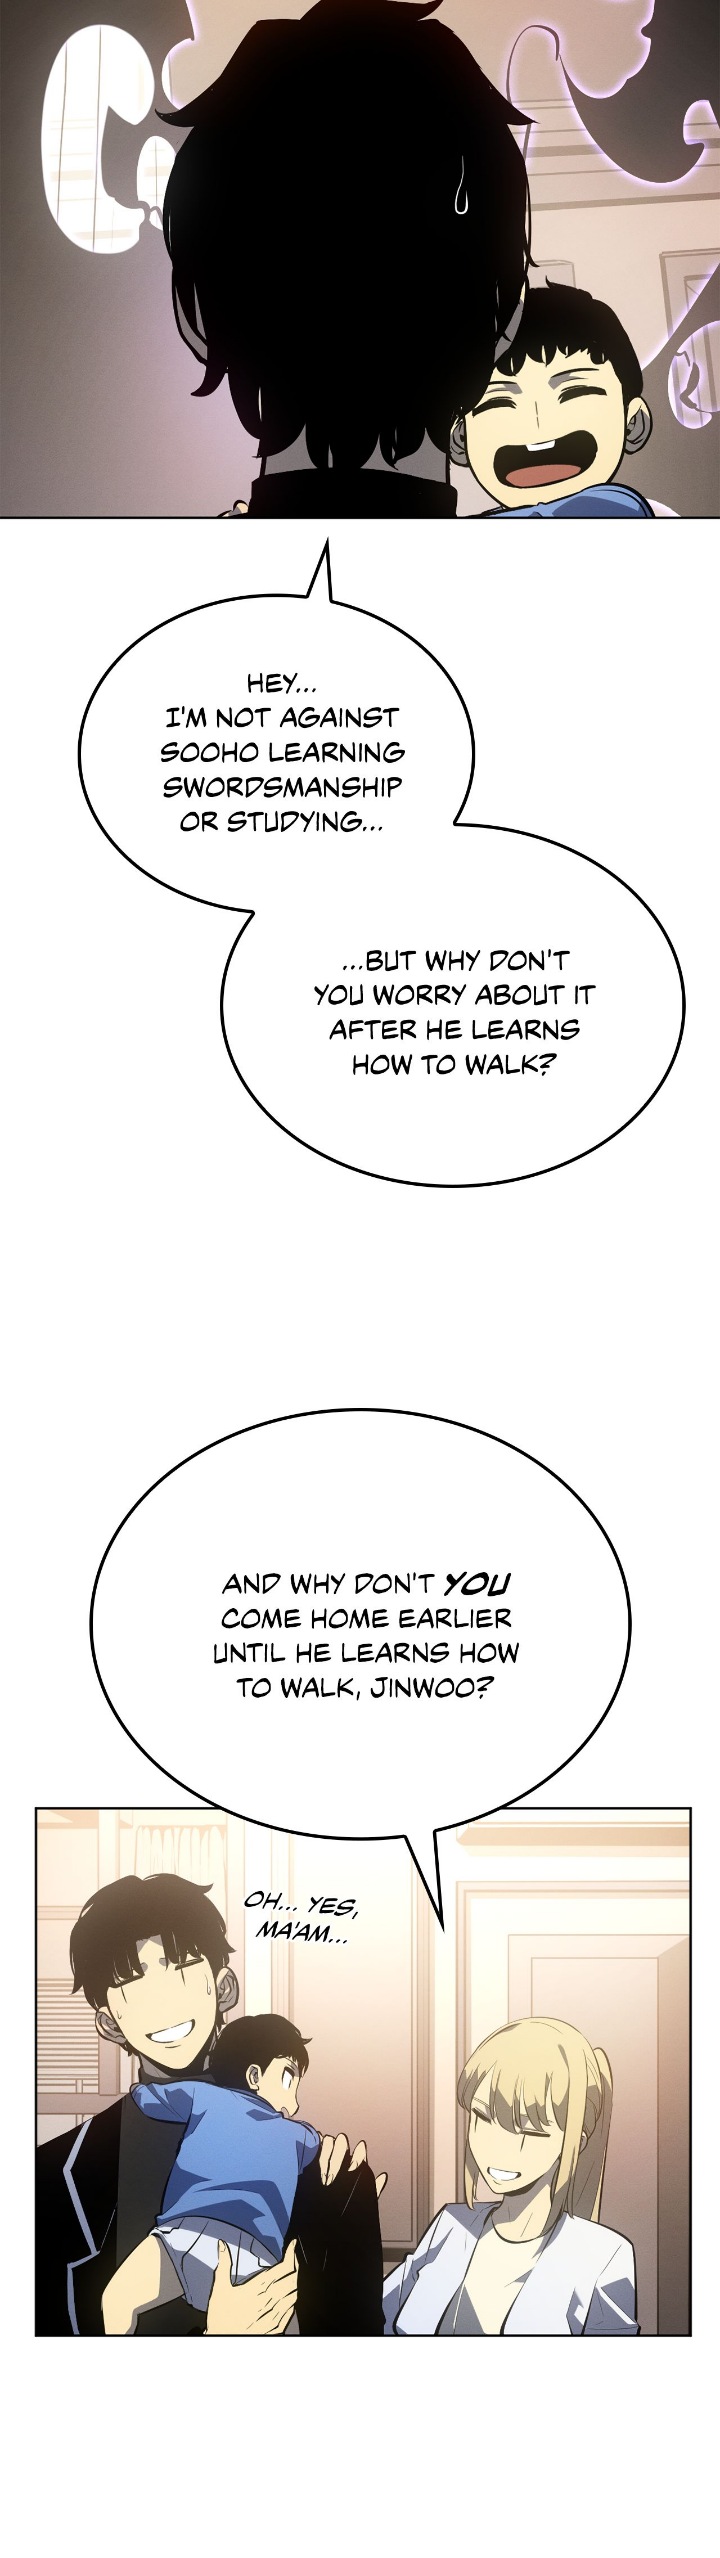 HEY...
I'M NOT AGAINST
SOOHO LEARNING
SWORDSMANSHIP
OR STUDYING...
...BUT WHY DON'T
YOU WORRY ABOUT IT
AFTER HE LEARNS
HOW TO WALK?
AND WHY DON'T YOU
COME HOME EARLIER
UNTIL HE LEARNS HOW
TO WALK, JINWOO?
OH... YES,
MA'AM...